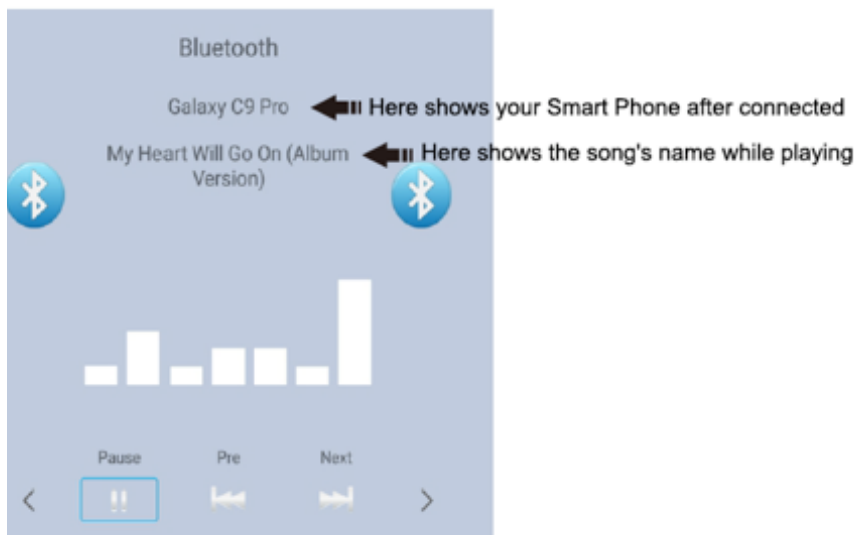 Bluetooth
Galaxy C9 Pro
Here shows your Smart Phone after connected
My Heart Will Go On (Album
Version)
Here shows the song's name while playing
Pause
Pre
Next